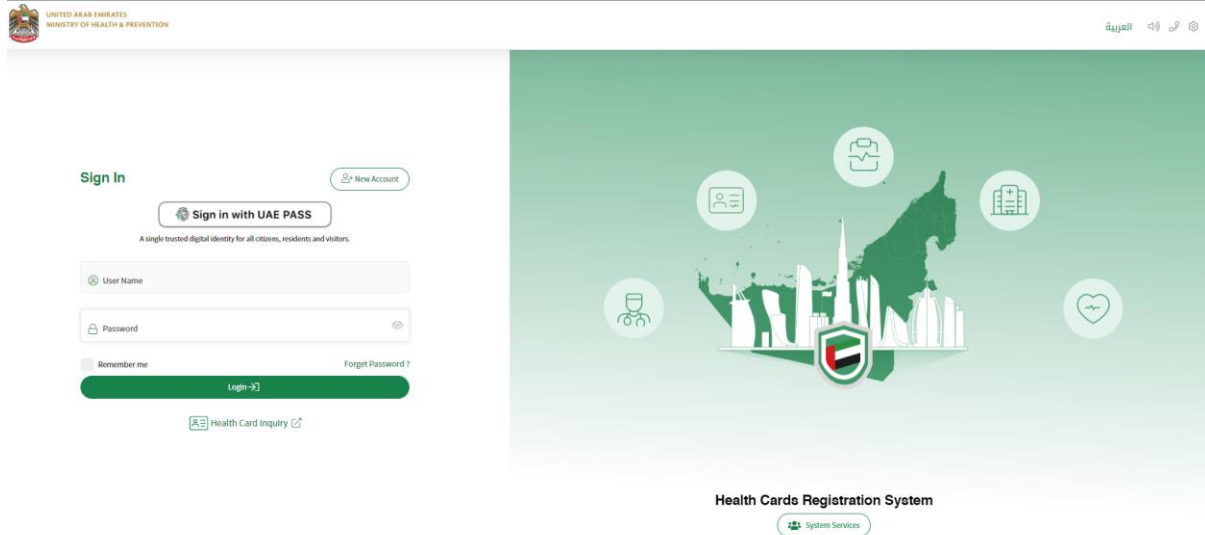 UNITED ARAB EMIRATES
MINISTRY OF HEALTH & PREVENTION
العربية
Sign In
New Account
Sign in with UAE PASS
A single trusted digital identity for all citizens, residents and visitors.
User Name
Password
Remember me
Forget Password ?
Login
Health Card Inquiry
Health Cards Registration System
System Services